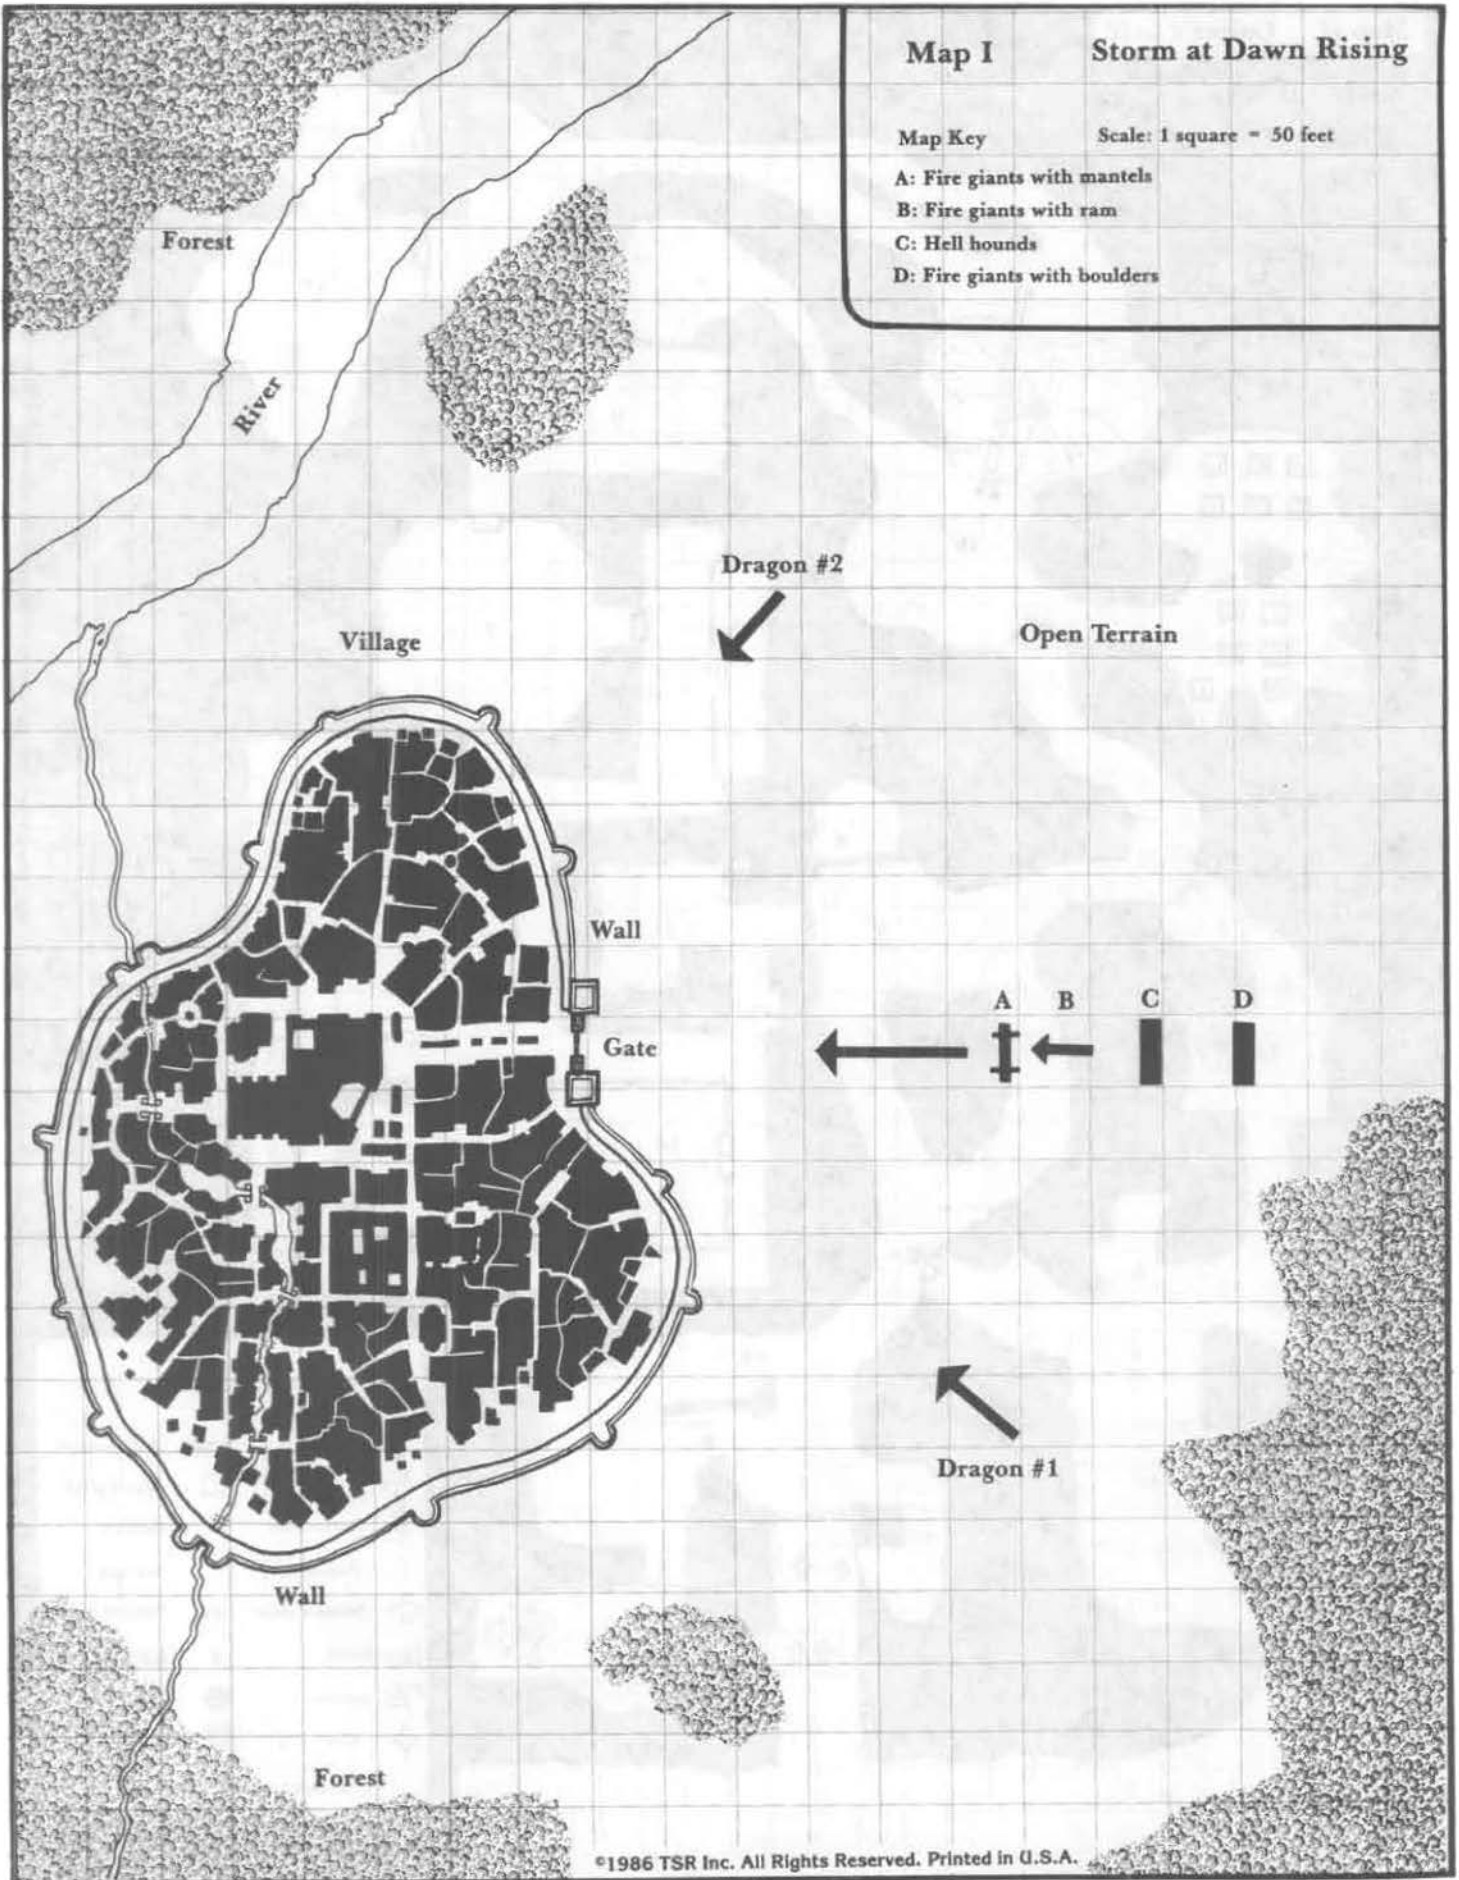 Map I Storm at Dawn Rising
Map Key Scale: 1 square = 50 feet
A: Fire giants with mantels
B: Fire giants with ram
C: Hell hounds
D: Fire giants with boulders
Forest
River
Dragon #2
Village
Open Terrain
Wall
A B C D
Gate
Dragon #1
Wall
Forest
©1986 TSR Inc. All Rights Reserved. Printed in U.S.A.